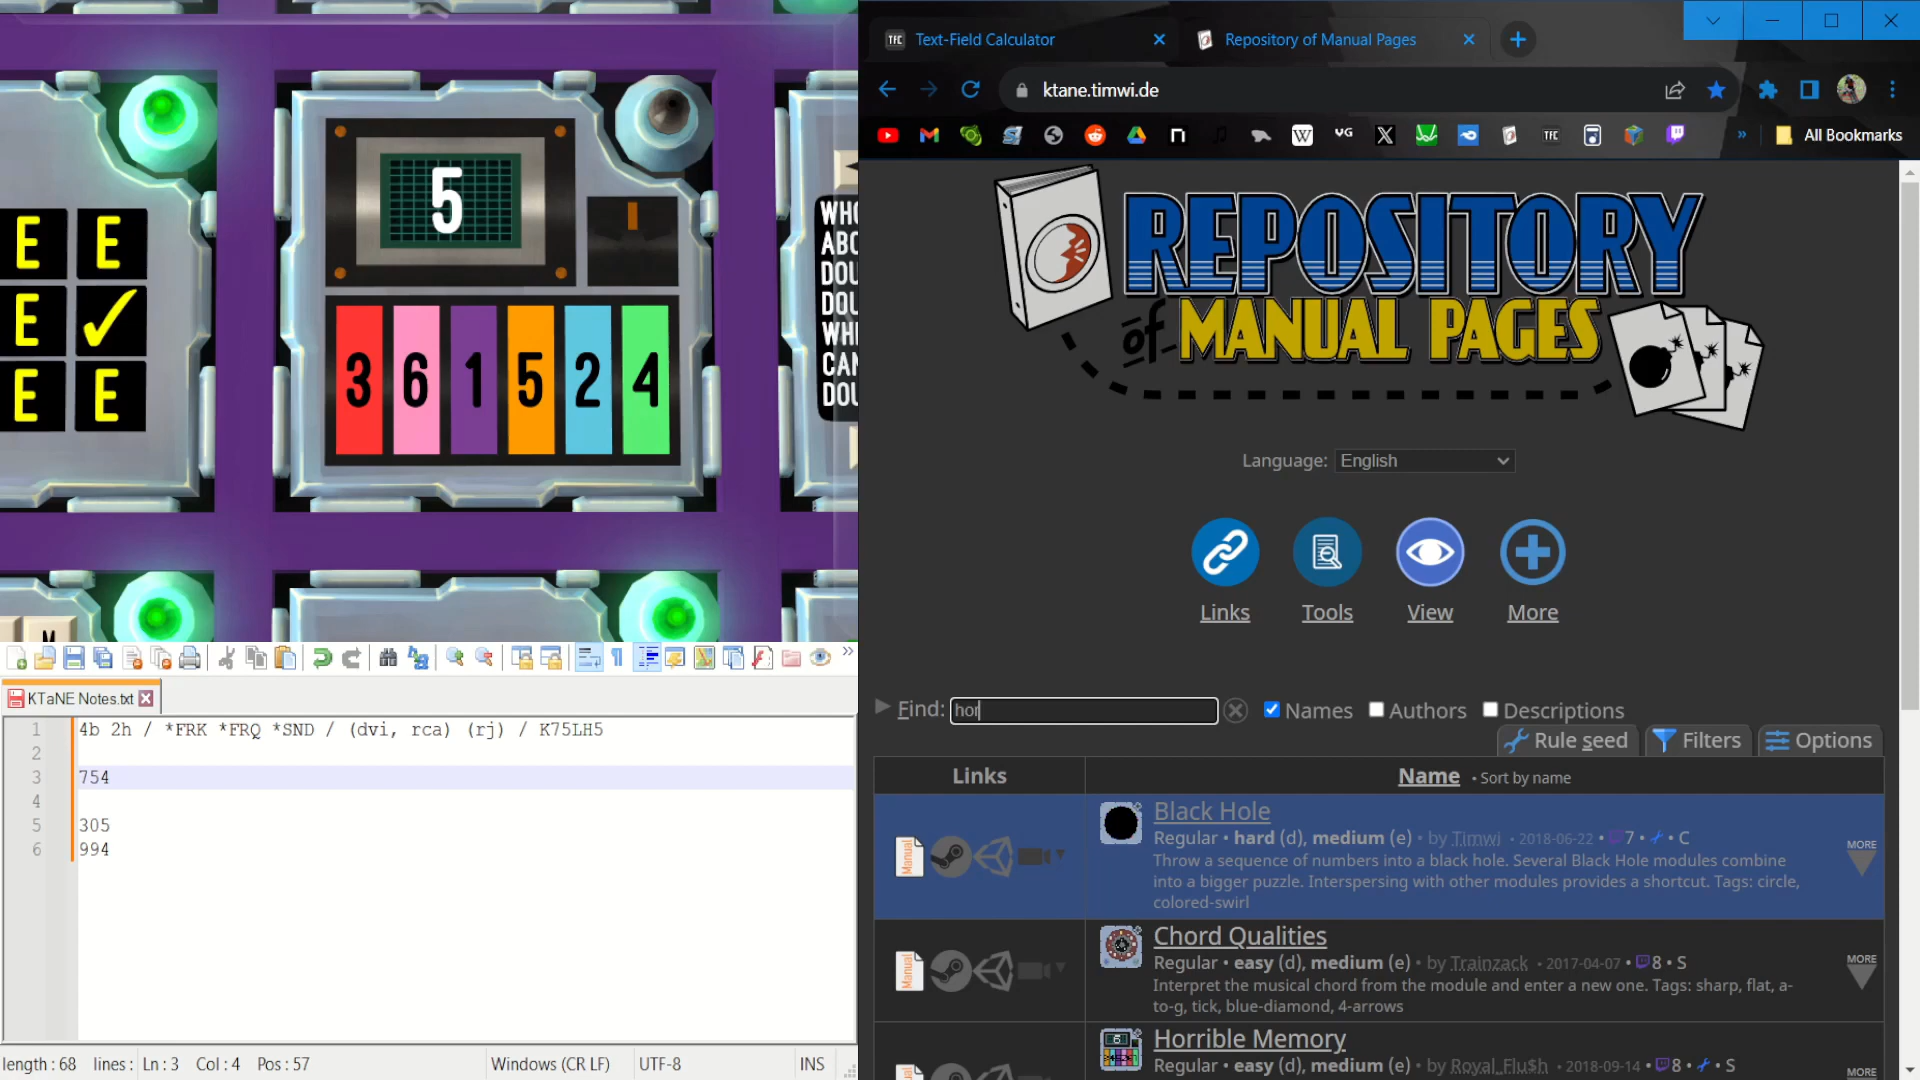 E E
E
E E
5
3 6 1 5 2 4
Text-Field Calculator
Repository of Manual Pages
ktane.timwi.de
All Bookmarks
REPOSITORY
of MANUAL PAGES
Language: English
Links Tools View More
Find: hor Names Authors Descriptions
Rule seed Filters Options
Links Name • Sort by name
Manual
Black Hole
Regular • hard (d), medium (e) • by Timwi • 2018-06-22 • 7 • • C
Throw a sequence of numbers into a black hole. Several Black Hole modules combine
into a bigger puzzle. Interspersing with other modules provides a shortcut. Tags: circle,
colored-swirl
MORE
Manual
Chord Qualities
Regular • easy (d), medium (e) • by Trainzack • 2017-04-07 • 8 • S
Interpret the musical chord from the module and enter a new one. Tags: sharp, flat, a-
to-g, tick, blue-diamond, 4-arrows
MORE
Horrible Memory
Regular • easy (d), medium (e) • by Royal_Flu$h • 2018-09-14 • 8 • • S
MORE
KTaNE Notes.txt
1 4b 2h / *FRK *FRQ *SND / (dvi, rca) (rj) / K75LH5
2
3 754
4
5 305
6 994
length : 68 lines : Ln : 3 Col : 4 Pos : 57 Windows (CR LF) UTF-8 INS